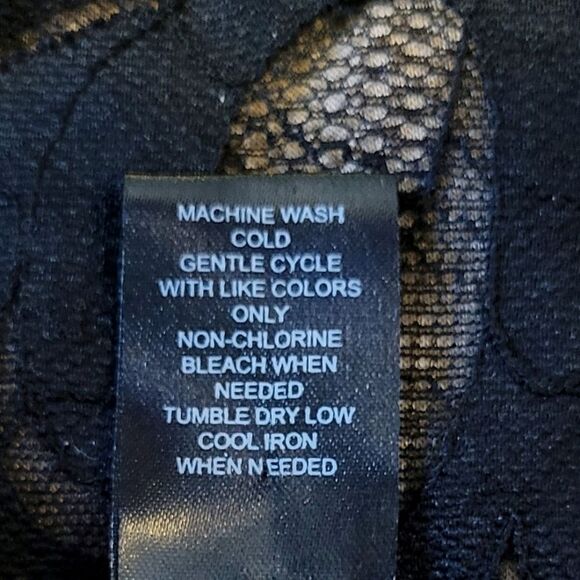 MACHINE WASH
COLD
GENTLE CYCLE
WITH LIKE COLORS
ONLY
NON-CHLORINE
BLEACH WHEN
NEEDED
TUMBLE DRY LOW
COOL IRON
WHEN NEEDED